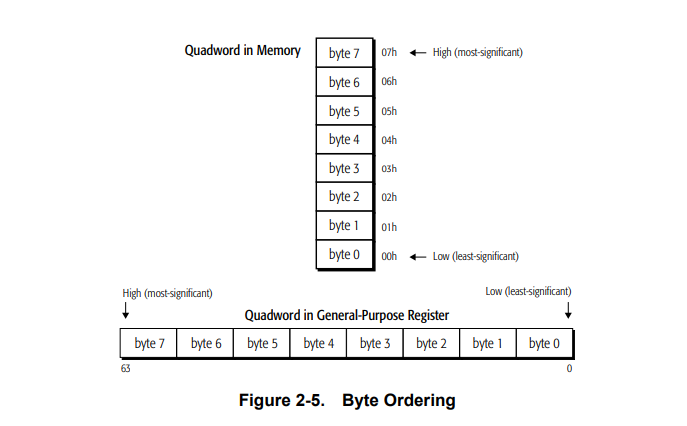 Quadword in Memory
byte 7 07h High (most-significant)
byte 6 06h
byte 5 05h
byte 4 04h
byte 3 03h
byte 2 02h
byte 1 01h
byte 0 00h Low (least-significant)
High (most-significant) Low (least-significant)
Quadword in General-Purpose Register
byte 7 byte 6 byte 5 byte 4 byte 3 byte 2 byte 1 byte 0
63 0
Figure 2-5. Byte Ordering